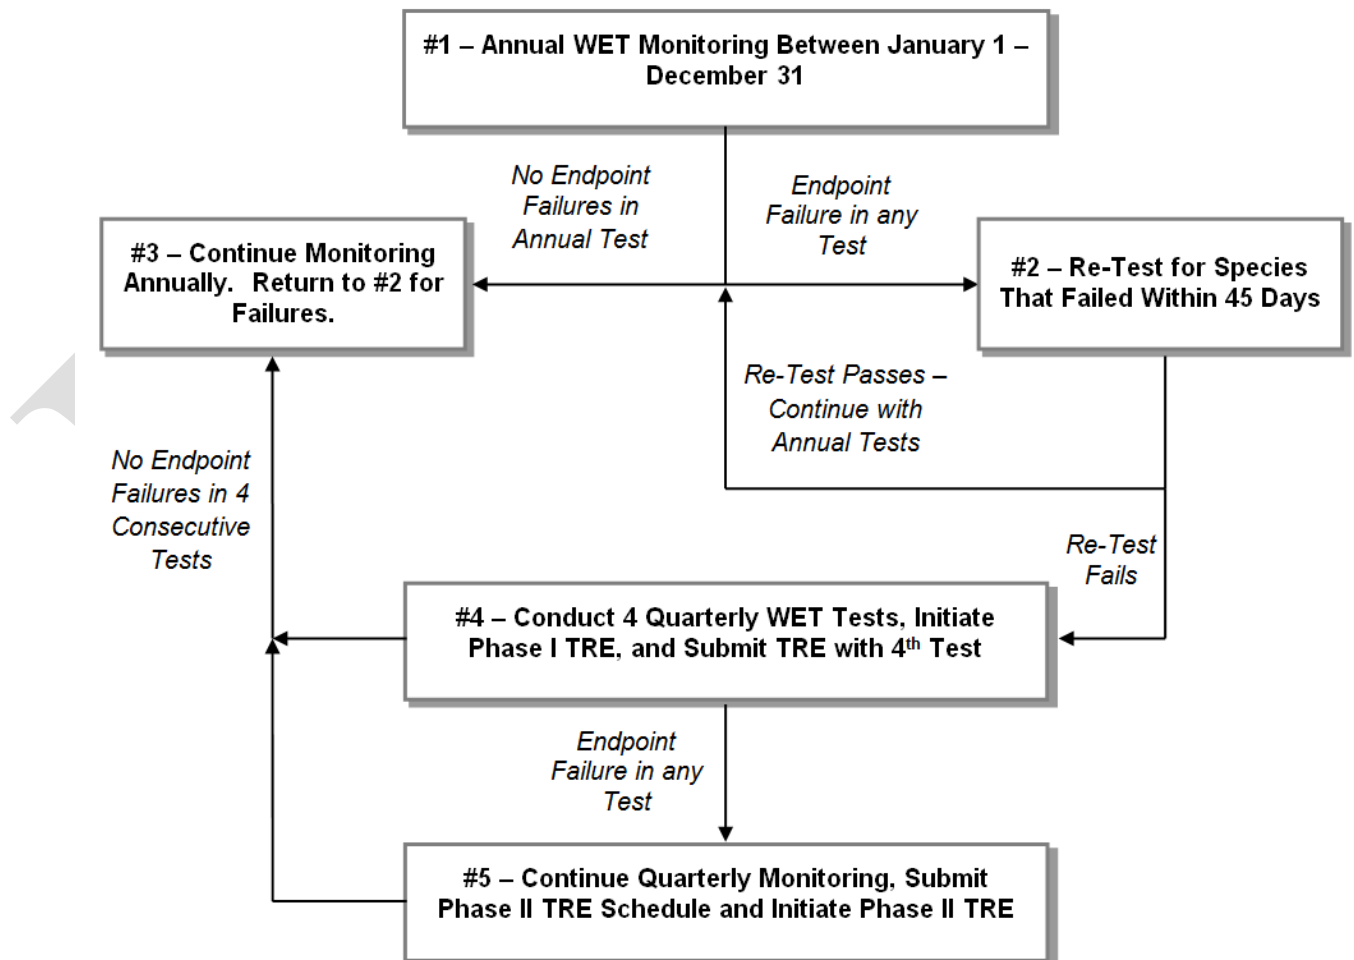 #1 – Annual WET Monitoring Between January 1 –
December 31
No Endpoint
Failures in
Annual Test
Endpoint
Failure in any
Test
#3 – Continue Monitoring
Annually.  Return to #2 for
Failures.
#2 – Re-Test for Species
That Failed Within 45 Days
Re-Test Passes –
Continue with
Annual Tests
No Endpoint
Failures in 4
Consecutive
Tests
Re-Test
Fails
#4 – Conduct 4 Quarterly WET Tests, Initiate
Phase I TRE, and Submit TRE with 4th Test
Endpoint
Failure in any
Test
#5 – Continue Quarterly Monitoring, Submit
Phase II TRE Schedule and Initiate Phase II TRE